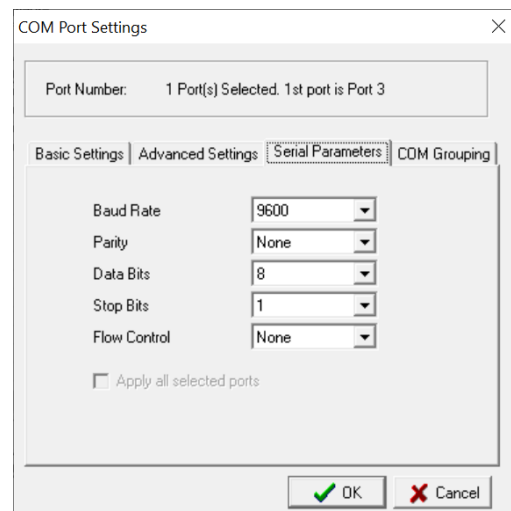 COM Port Settings
Port Number: 1 Port(s) Selected. 1st port is Port 3
Basic Settings Advanced Settings Serial Parameters COM Grouping
Baud Rate 9600
Parity None
Data Bits 8
Stop Bits 1
Flow Control None
Apply all selected ports
OK Cancel